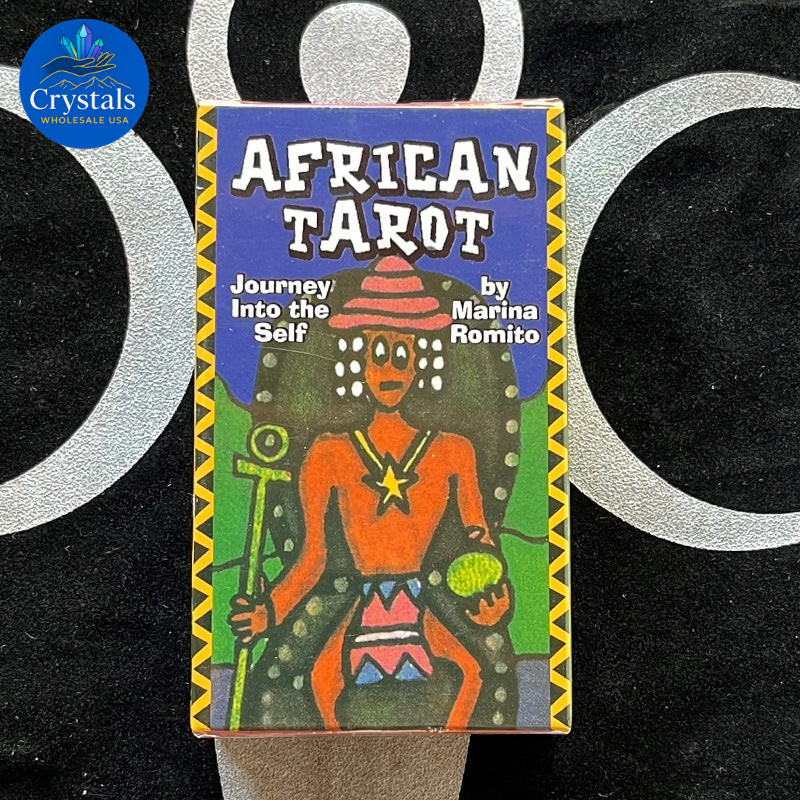 Crystals
WHOLESALE USA
AFRICAN
TAROT
Journey
Into the
Self
by
Marina
Romito